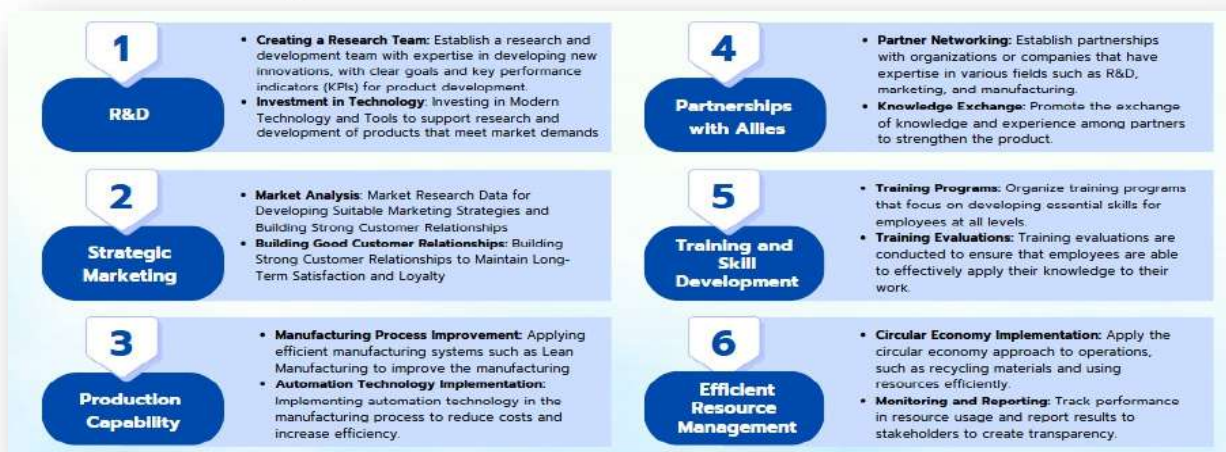 1
R&D
• Creating a Research Team: Establish a research and
development team with expertise in developing new
innovations, with clear goals and key performance
indicators (KPIs) for product development.
• Investment in Technology: Investing in Modern
Technology and Tools to support research and
development of products that meet market demands
2
Strategic
Marketing
• Market Analysis: Market Research Data for
Developing Suitable Marketing Strategies and
Building Strong Customer Relationships
• Building Good Customer Relationships: Building
Strong Customer Relationships to Maintain Long-
Term Satisfaction and Loyalty
3
Production
Capability
• Manufacturing Process Improvement: Applying
efficient manufacturing systems such as Lean
Manufacturing to improve the manufacturing
• Automation Technology Implementation:
Implementing automation technology in the
manufacturing process to reduce costs and
increase efficiency.
4
Partnerships
with Allies
• Partner Networking: Establish partnerships
with organizations or companies that have
expertise in various fields such as R&D,
marketing, and manufacturing.
• Knowledge Exchange: Promote the exchange
of knowledge and experience among partners
to strengthen the product.
5
Training and
Skill
Development
• Training Programs: Organize training programs
that focus on developing essential skills for
employees at all levels.
• Training Evaluations: Training evaluations are
conducted to ensure that employees are able
to effectively apply their knowledge to their
work.
6
Efficient
Resource
Management
• Circular Economy Implementation: Apply the
circular economy approach to operations,
such as recycling materials and using
resources efficiently.
• Monitoring and Reporting: Track performance
in resource usage and report results to
stakeholders to create transparency.